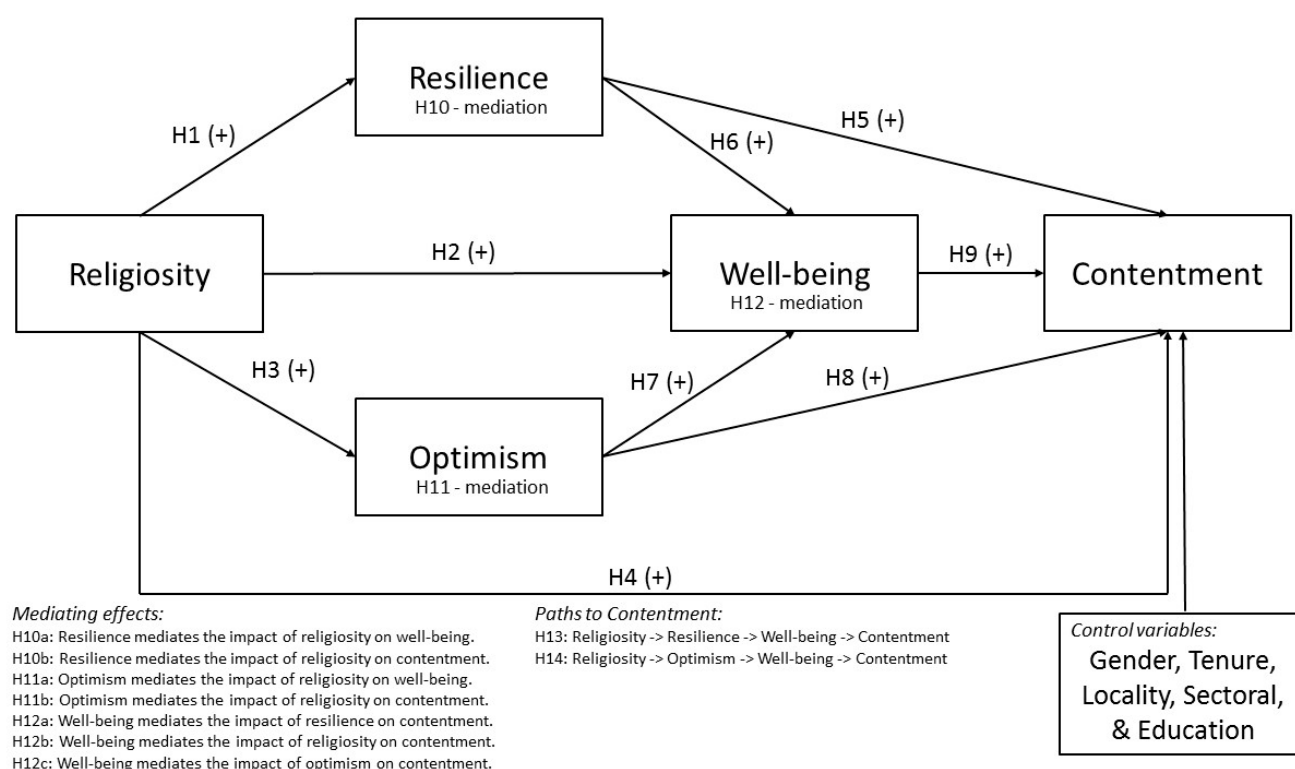 Resilience
H10 - mediation
H1 (+)
H5 (+)
H6 (+)
Religiosity
H2 (+)
Well-being
H12 - mediation
H9 (+)
Contentment
H3 (+)
H7 (+)
H8 (+)
Optimism
H11 - mediation
H4 (+)
Mediating effects:
H10a: Resilience mediates the impact of religiosity on well-being.
H10b: Resilience mediates the impact of religiosity on contentment.
H11a: Optimism mediates the impact of religiosity on well-being.
H11b: Optimism mediates the impact of religiosity on contentment.
H12a: Well-being mediates the impact of resilience on contentment.
H12b: Well-being mediates the impact of religiosity on contentment.
H12c: Well-being mediates the impact of optimism on contentment.
Paths to Contentment:
H13: Religiosity -> Resilience -> Well-being -> Contentment
H14: Religiosity -> Optimism -> Well-being -> Contentment
Control variables:
Gender, Tenure,
Locality, Sectoral,
& Education